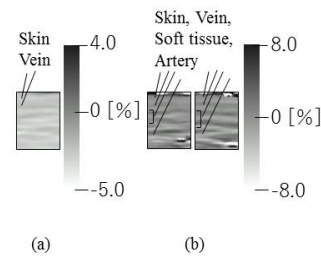 Skin
Vein
4.0
0 [%]
-5.0
(a)
Skin, Vein,
Soft tissue,
Artery
8.0
0 [%]
-8.0
(b)